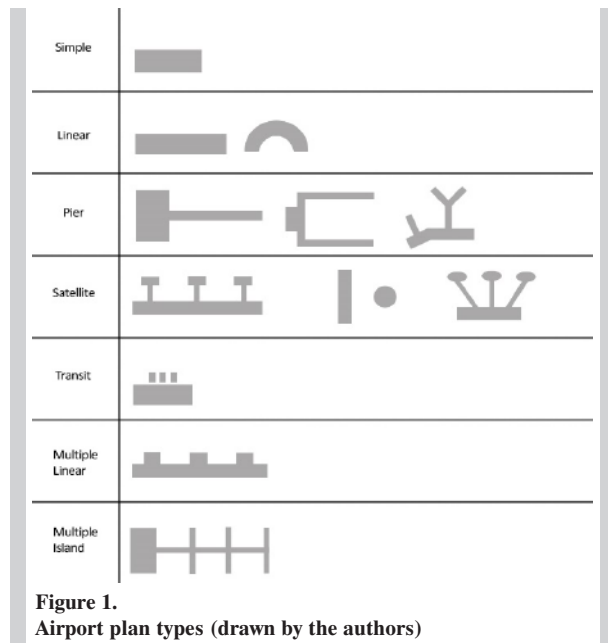 Simple
Linear
Pier
Satellite
Transit
Multiple
Linear
Multiple
Island
Figure 1.
Airport plan types (drawn by the authors)